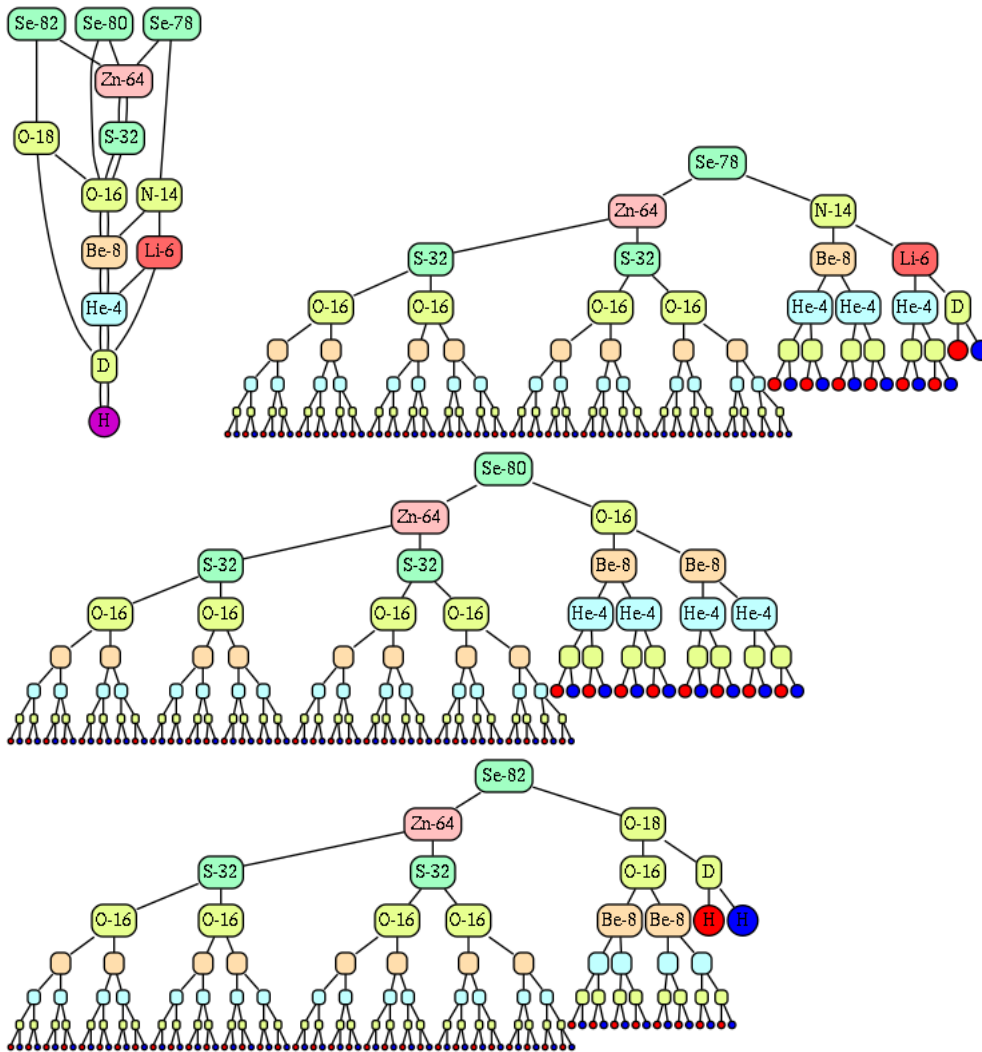 Se-82 Se-80 Se-78
Zn-64
O-18 S-32
O-16 N-14
Be-8 Li-6
He-4
D
H
Se-78
Zn-64 N-14
S-32 S-32 Be-8 Li-6
O-16 O-16 O-16 O-16 He-4 He-4 He-4 D
Se-80
Zn-64 O-16
S-32 S-32 Be-8 Be-8
O-16 O-16 O-16 O-16 He-4 He-4 He-4 He-4
Se-82
Zn-64 O-18
S-32 S-32 O-16 D
O-16 O-16 O-16 O-16 Be-8 Be-8 H H